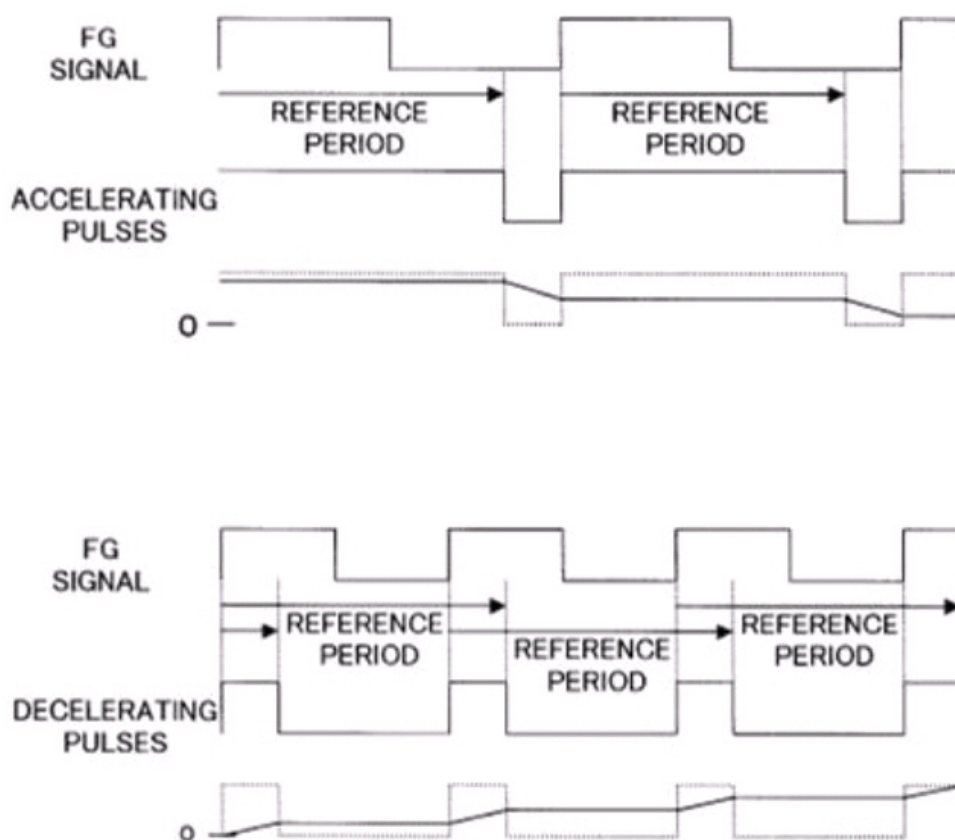 FG
SIGNAL
REFERENCE
PERIOD
REFERENCE
PERIOD
ACCELERATING
PULSES
0
FG
SIGNAL
REFERENCE
PERIOD
REFERENCE
PERIOD
REFERENCE
PERIOD
DECELERATING
PULSES
0